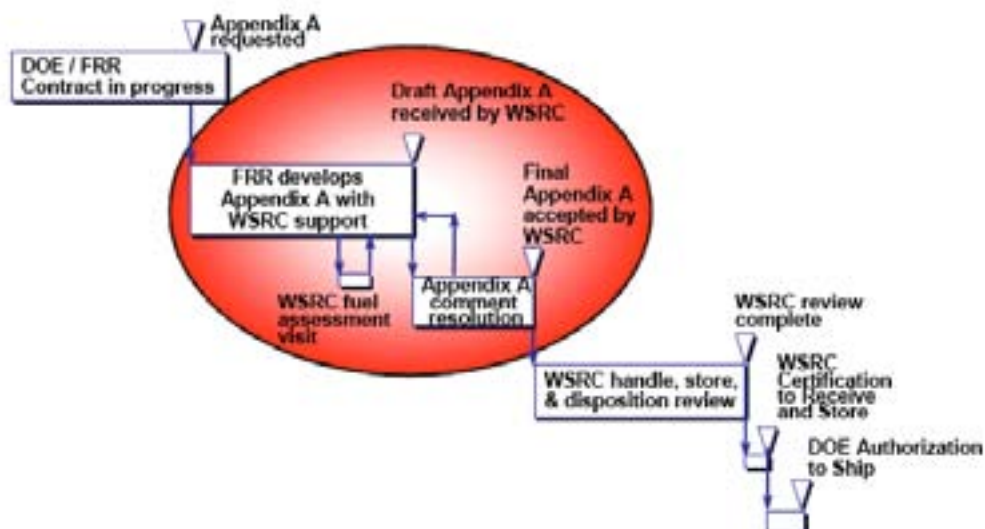 Appendix A
requested
DOE / FRR
Contract in progress
Draft Appendix A
received by WSRC
FRR develops
Appendix A with
WSRC support
Final
Appendix A
accepted by
WSRC
WSRC fuel
assessment
visit
Appendix A
comment
resolution
WSRC review
complete
WSRC handle, store,
& disposition review
WSRC
Certification
to Receive
and Store
DOE Authorization
to Ship